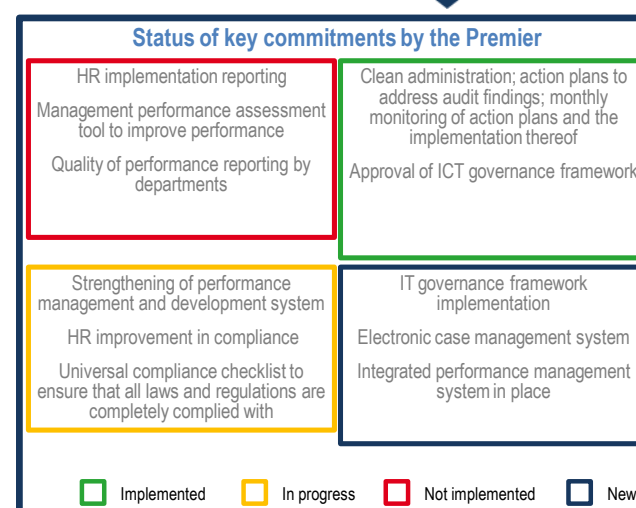 Status of key commitments by the Premier
HR implementation reporting
Management performance assessment
tool to improve performance
Quality of performance reporting by
departments
Clean administration; action plans to
address audit findings; monthly
monitoring of action plans and the
implementation thereof
Approval of ICT governance framework
Strengthening of performance
management and development system
HR improvement in compliance
Universal compliance checklist to
ensure that all laws and regulations are
completely complied with
IT governance framework
implementation
Electronic case management system
Integrated performance management
system in place
Implemented In progress Not implemented New